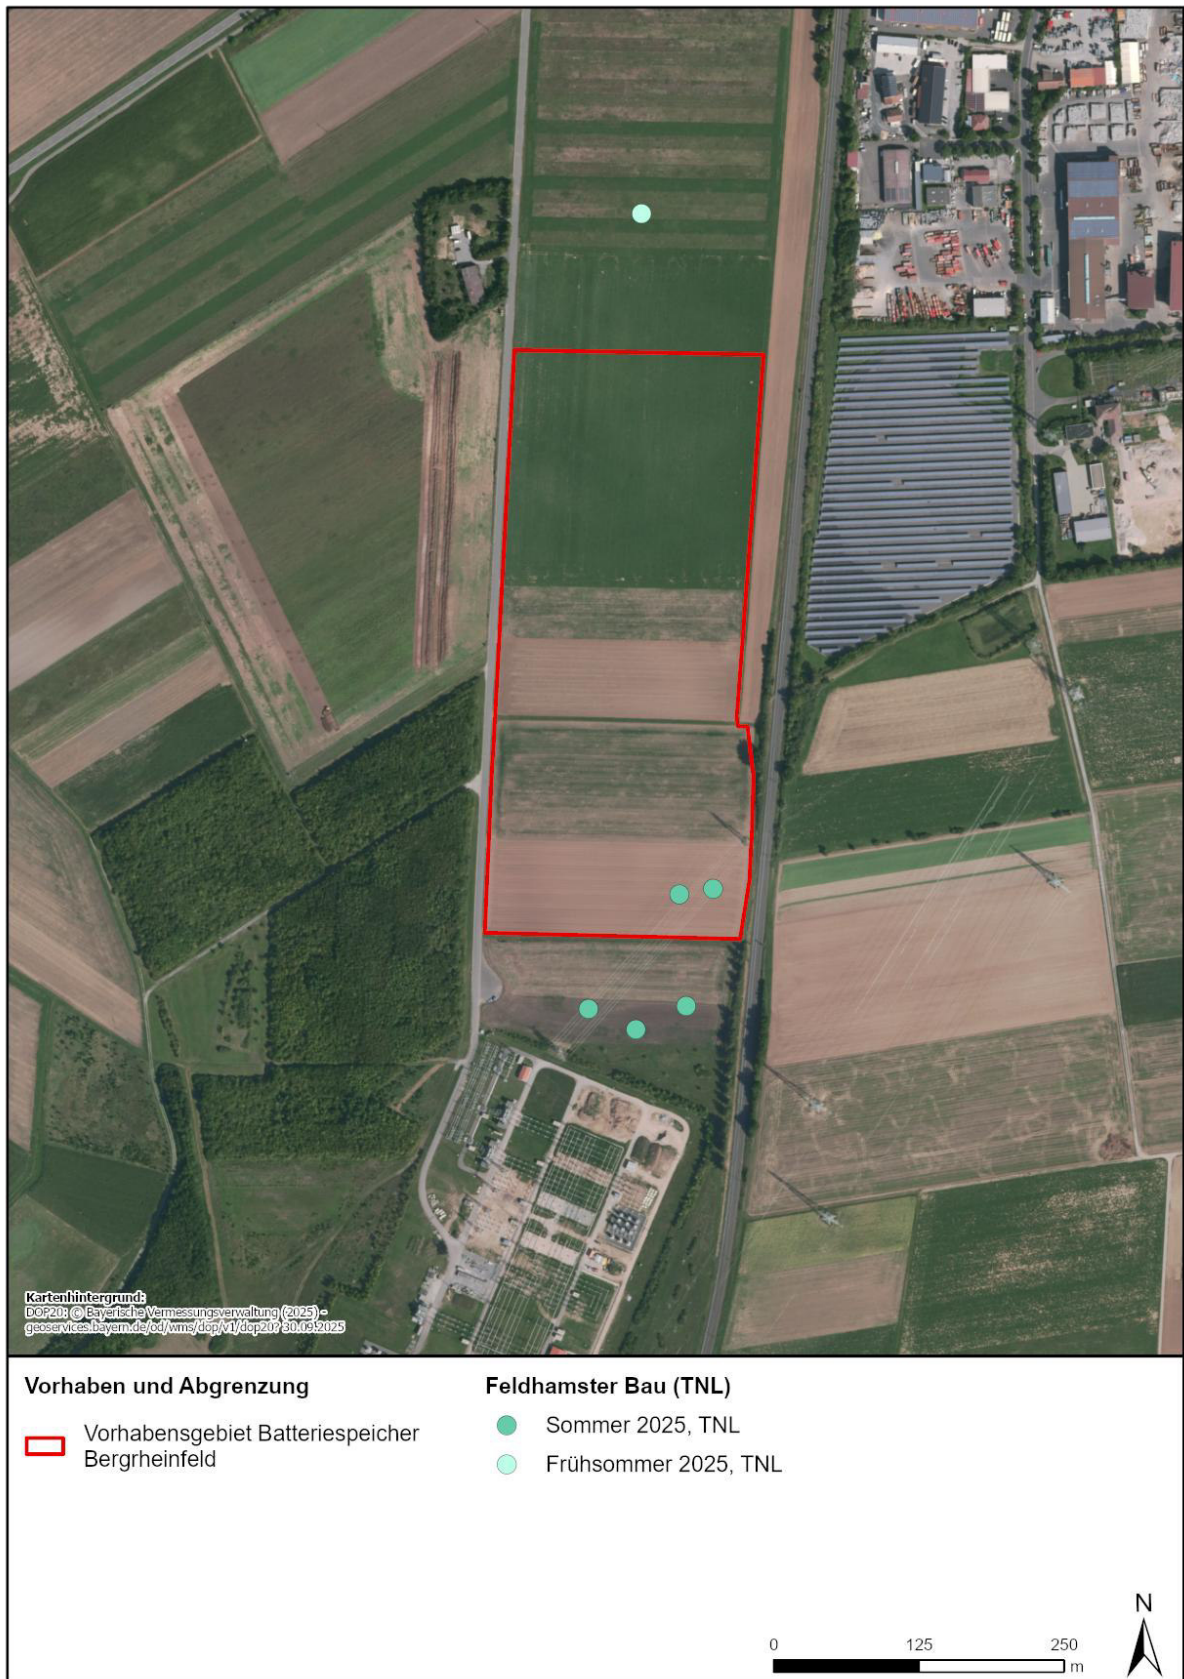 Kartenhintergrund:
DOP20: © Bayerische Vermessungsverwaltung (2025) -
geoservices.bayern.de/od/wms/dop/v1/dop20? 30.09.2025
Vorhaben und Abgrenzung
Vorhabensgebiet Batteriespeicher
Bergrheinfeld
Feldhamster Bau (TNL)
Sommer 2025, TNL
Frühsommer 2025, TNL
N
0 125 250
m